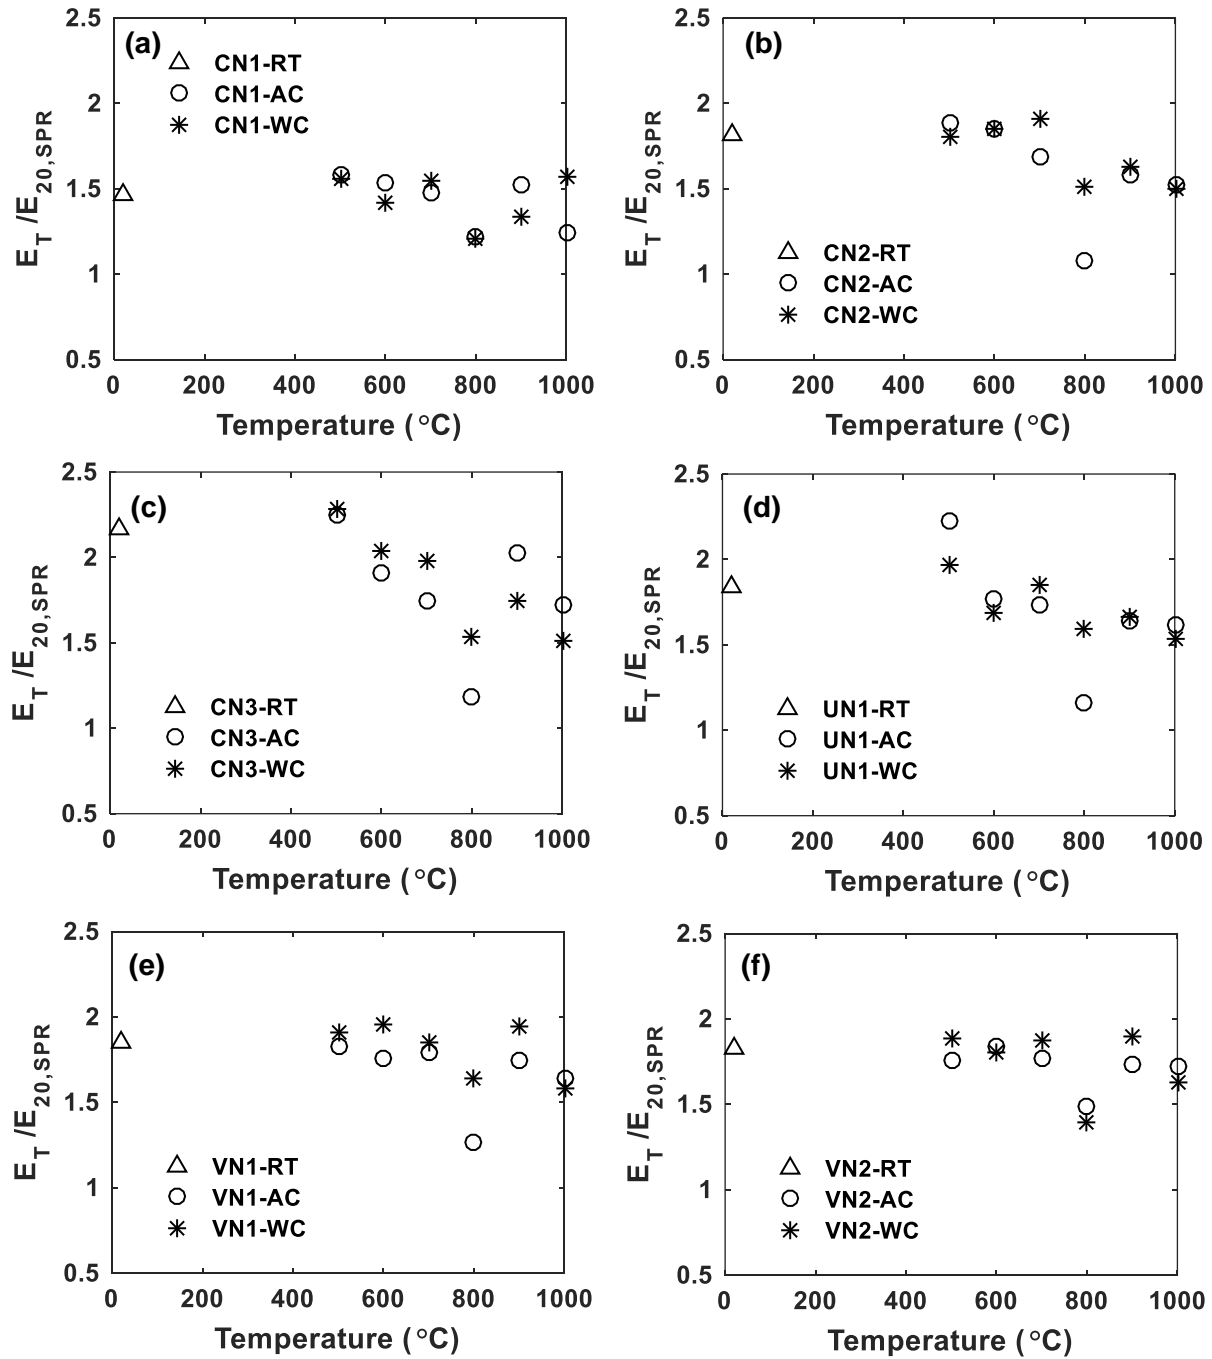 (a)
CN1-RT
CN1-AC
CN1-WC
E_T /E_20,SPR
2.5
2
1.5
1
0.5
0 200 400 600 800 1000
Temperature (°C)
(b)
CN2-RT
CN2-AC
CN2-WC
E_T /E_20,SPR
2.5
2
1.5
1
0.5
0 200 400 600 800 1000
Temperature (°C)
(c)
CN3-RT
CN3-AC
CN3-WC
E_T /E_20,SPR
2.5
2
1.5
1
0.5
0 200 400 600 800 1000
Temperature (°C)
(d)
UN1-RT
UN1-AC
UN1-WC
E_T /E_20,SPR
2.5
2
1.5
1
0.5
0 200 400 600 800 1000
Temperature (°C)
(e)
VN1-RT
VN1-AC
VN1-WC
E_T /E_20,SPR
2.5
2
1.5
1
0.5
0 200 400 600 800 1000
Temperature (°C)
(f)
VN2-RT
VN2-AC
VN2-WC
E_T /E_20,SPR
2.5
2
1.5
1
0.5
0 200 400 600 800 1000
Temperature (°C)